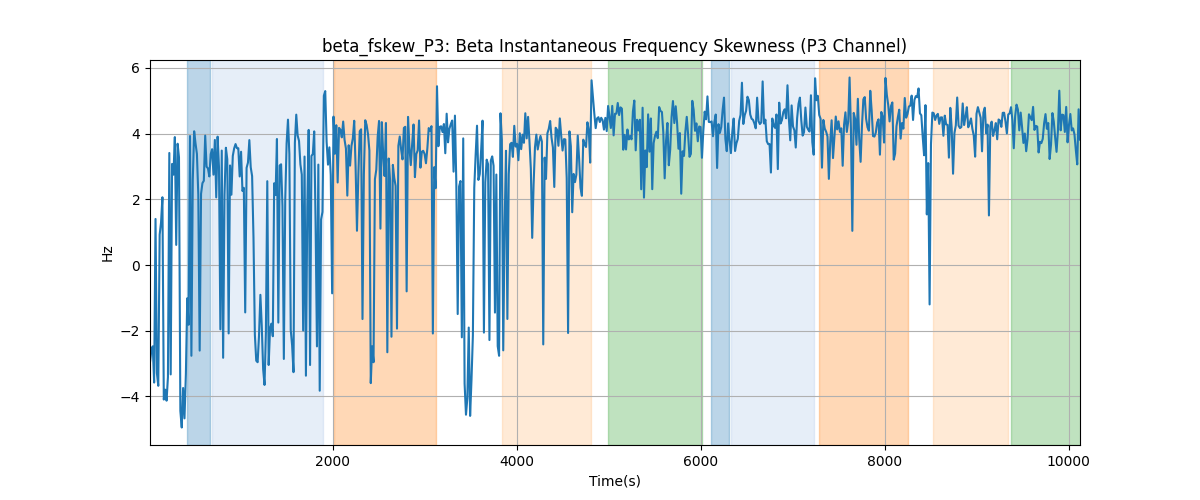 beta_fskew_P3: Beta Instantaneous Frequency Skewness (P3 Channel)
6
4
2
0
−2
−4
Hz
2000 4000 6000 8000 10000
Time(s)